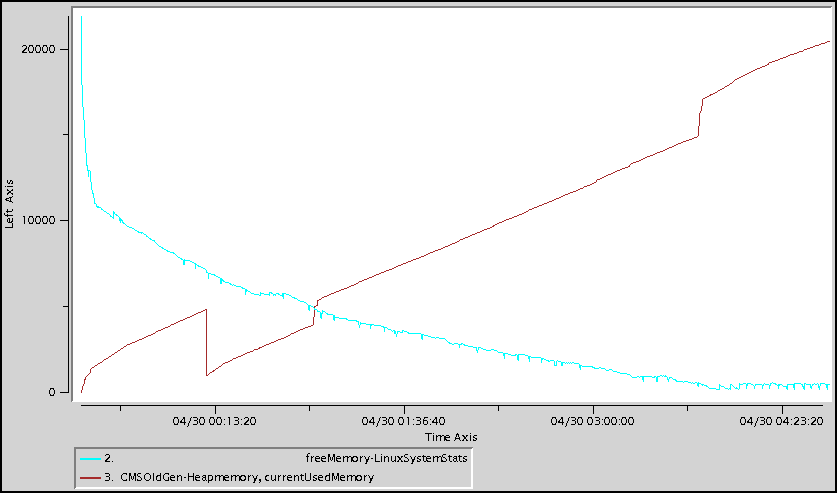 20000
Left Axis
10000
0
04/30 00:13:20
04/30 01:36:40
04/30 03:00:00
04/30 04:23:20
Time Axis
2. freeMemory-LinuxSystemStats
3. CMSOldGen-Heapmemory, currentUsedMemory